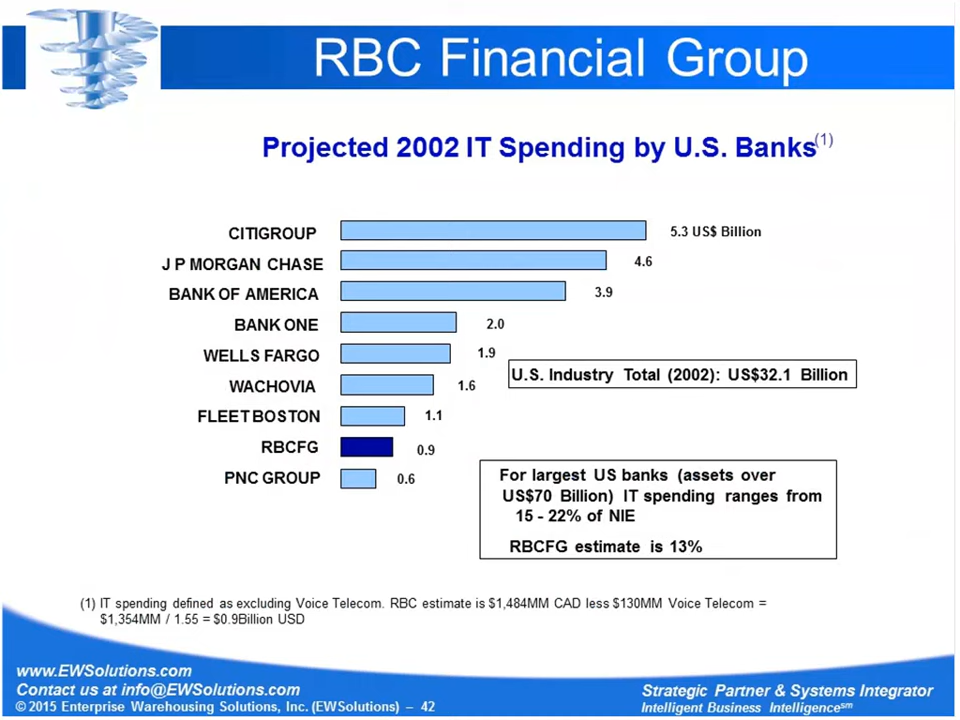 RBC Financial Group
Projected 2002 IT Spending by U.S. Banks(1)
CITIGROUP 5.3 US$ Billion
J P MORGAN CHASE 4.6
BANK OF AMERICA 3.9
BANK ONE 2.0
WELLS FARGO 1.9
U.S. Industry Total (2002): US$32.1 Billion
WACHOVIA 1.6
FLEET BOSTON 1.1
RBCFG 0.9
PNC GROUP 0.6
For largest US banks (assets over
US$70 Billion) IT spending ranges from
15 - 22% of NIE
RBCFG estimate is 13%
(1) IT spending defined as excluding Voice Telecom. RBC estimate is $1,484MM CAD less $130MM Voice Telecom =
$1,354MM / 1.55 = $0.9Billion USD
www.EWSolutions.com
Contact us at info@EWSolutions.com
© 2015 Enterprise Warehousing Solutions, Inc. (EWSolutions) – 42
Strategic Partner & Systems Integrator
Intelligent Business Intelligencesm